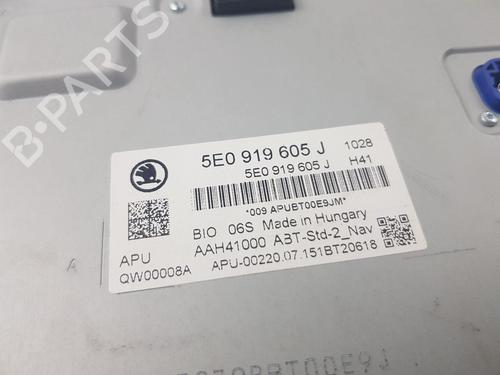 B-PARTS
5E0 919 605 J 1028
5E0 919 605 J H41
*009 APUBT00E9JM*
BIO 06S Made in Hungary
AAH41000 ABT-Std-2_Nav
APU
QW00008A
APU-00220.07.151BT20618